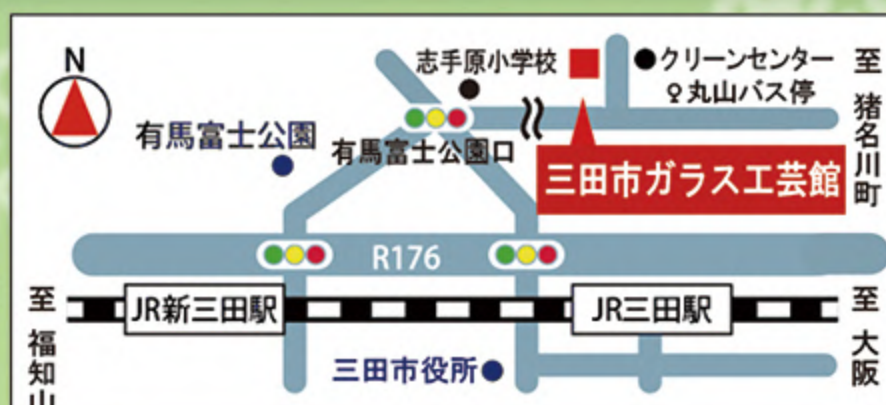 N
志手原小学校
クリーンセンター
丸山バス停
至 猪名川町
有馬富士公園
有馬富士公園口
三田市ガラス工芸館
R176
至 福知山
JR新三田駅
JR三田駅
至 大阪
三田市役所